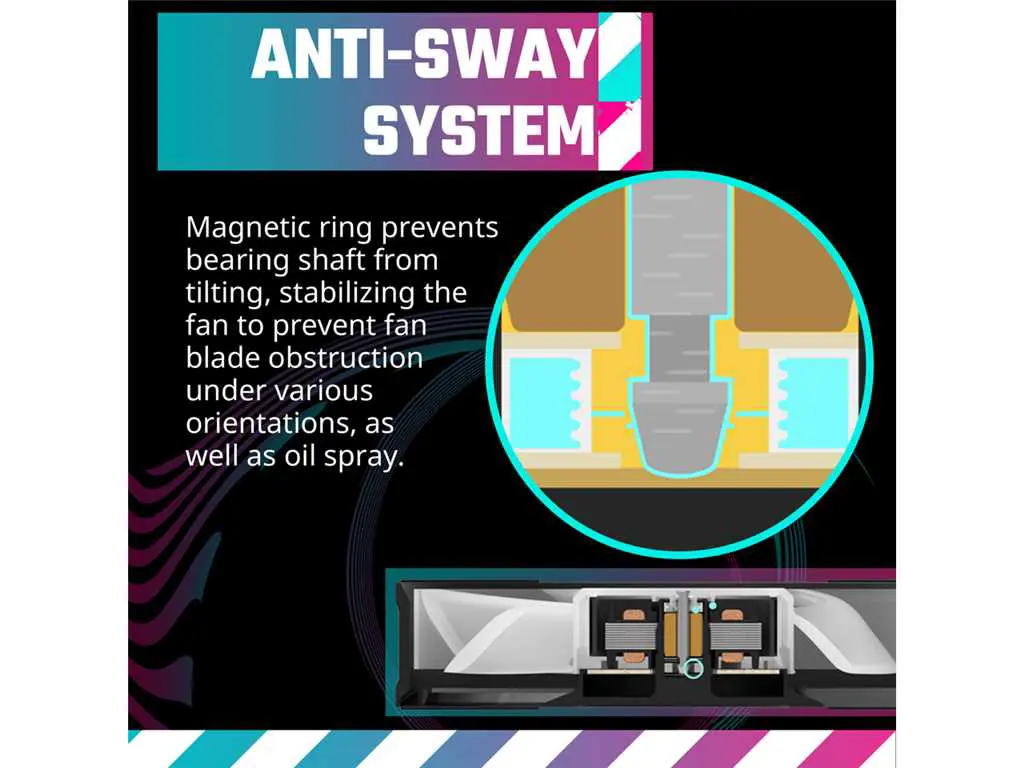 ANTI-SWAY
SYSTEM
Magnetic ring prevents
bearing shaft from
tilting, stabilizing the
fan to prevent fan
blade obstruction
under various
orientations, as
well as oil spray.